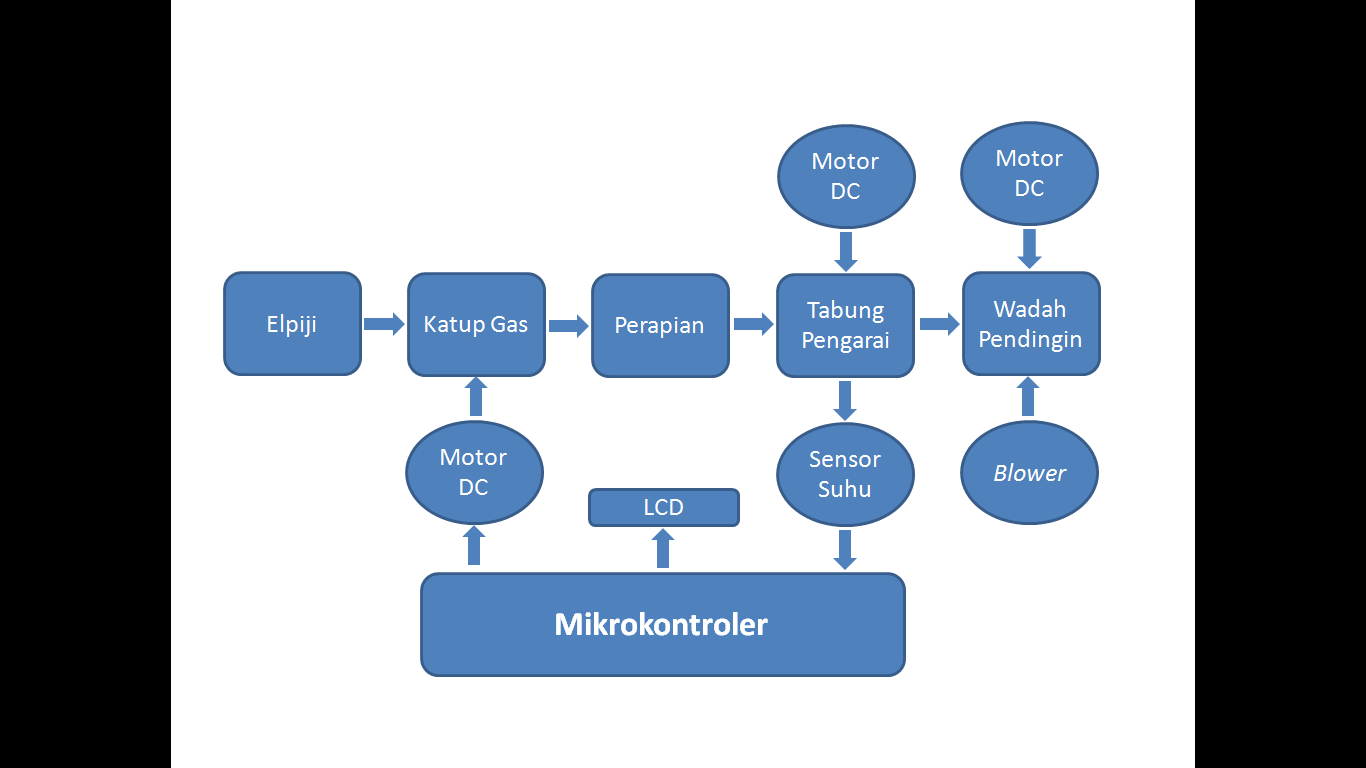 Motor
DC
Motor
DC
Elpiji
Katup Gas
Perapian
Tabung
Pengarai
Wadah
Pendingin
Motor
DC
LCD
Sensor
Suhu
Blower
Mikrokontroler